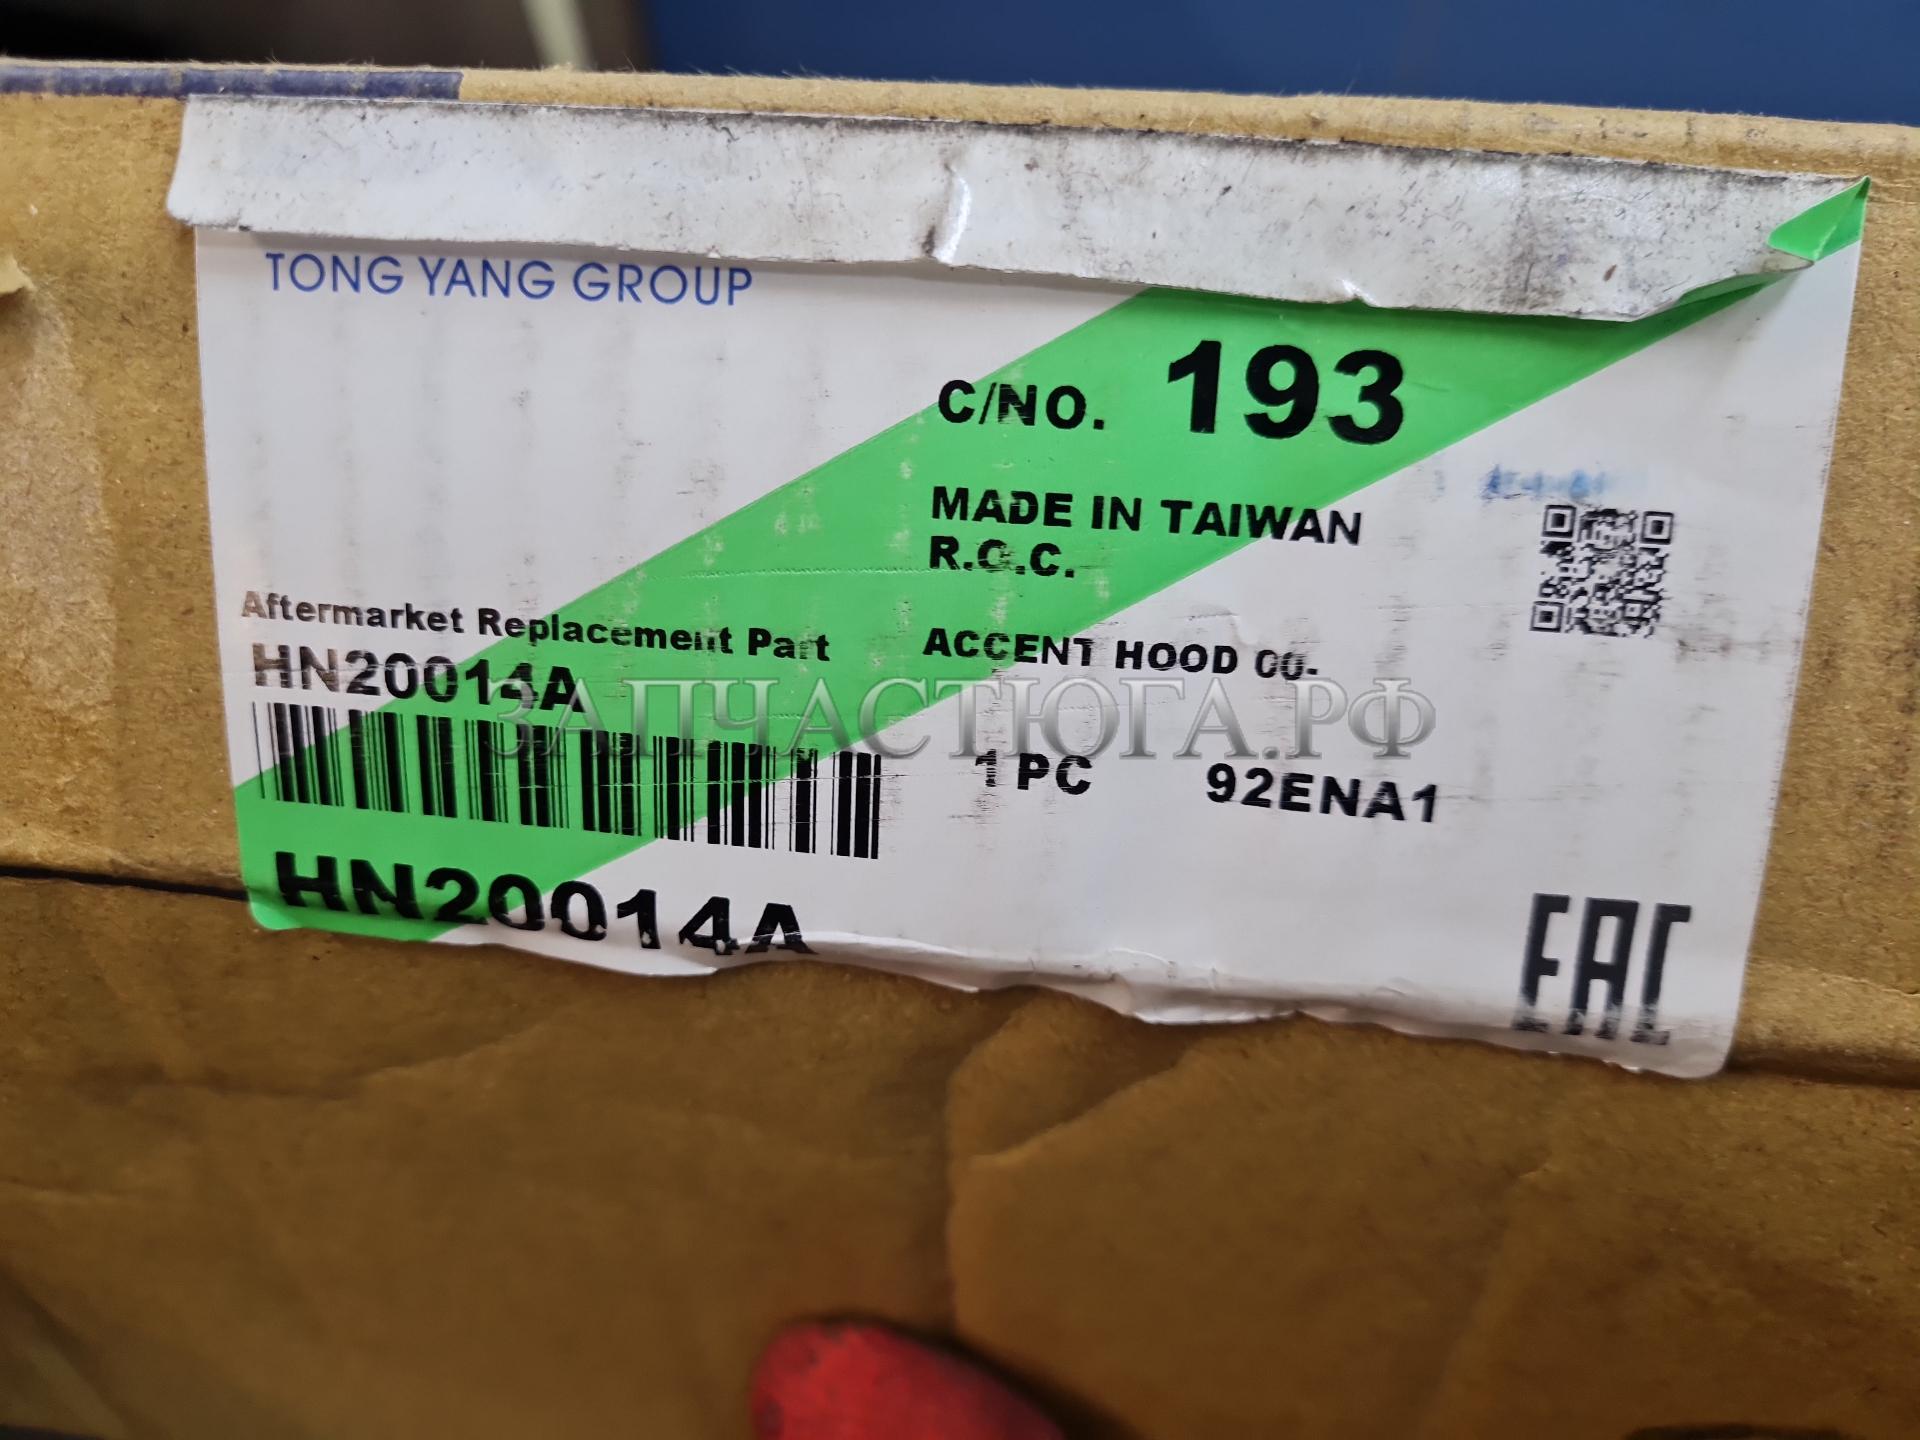 TONG YANG GROUP
C/NO. 193
MADE IN TAIWAN
R.O.C.
Aftermarket Replacement Part
HN20014A
ACCENT HOOD 00-
ЗАПЧАСТЮГА.РФ
1 PC 92ENA1
HN20014A
EAC